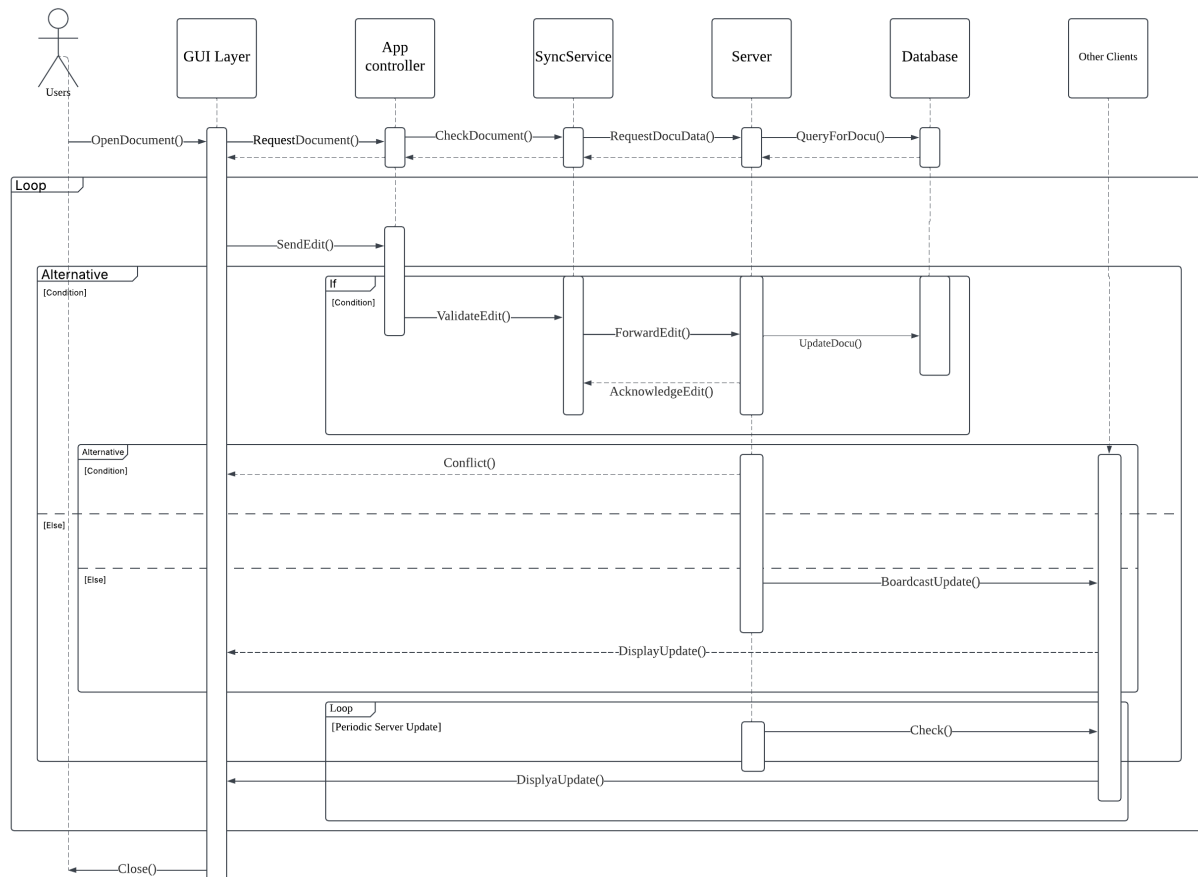 Users
GUI Layer
App
controller
SyncService
Server
Database
Other Clients
OpenDocument()
RequestDocument()
CheckDocument()
RequestDocuData()
QueryForDocu()
Loop
SendEdit()
Alternative
[Condition]
If
[Condition]
ValidateEdit()
ForwardEdit()
UpdateDocu()
AcknowledgeEdit()
Alternative
[Condition]
Conflict()
[Else]
[Else]
BoardcastUpdate()
DisplayUpdate()
Loop
[Periodic Server Update]
Check()
DisplyaUpdate()
Close()